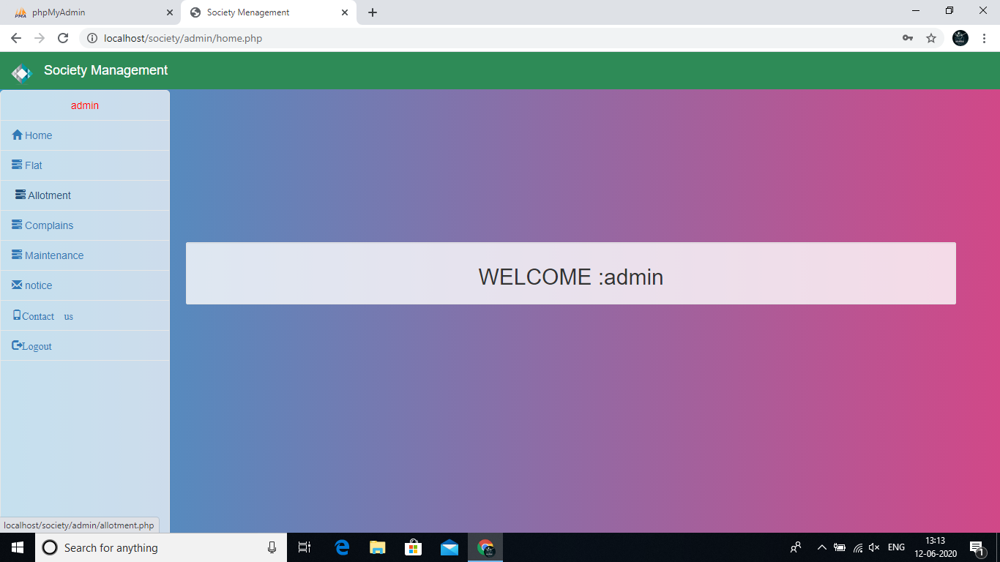 phpMyAdmin
Society Menagement
localhost/society/admin/home.php
Society Management
admin
Home
Flat
Allotment
Complains
Maintenance
notice
Contact us
Logout
WELCOME :admin
localhost/society/admin/allotment.php
Search for anything
ENG
13:13
12-06-2020
1